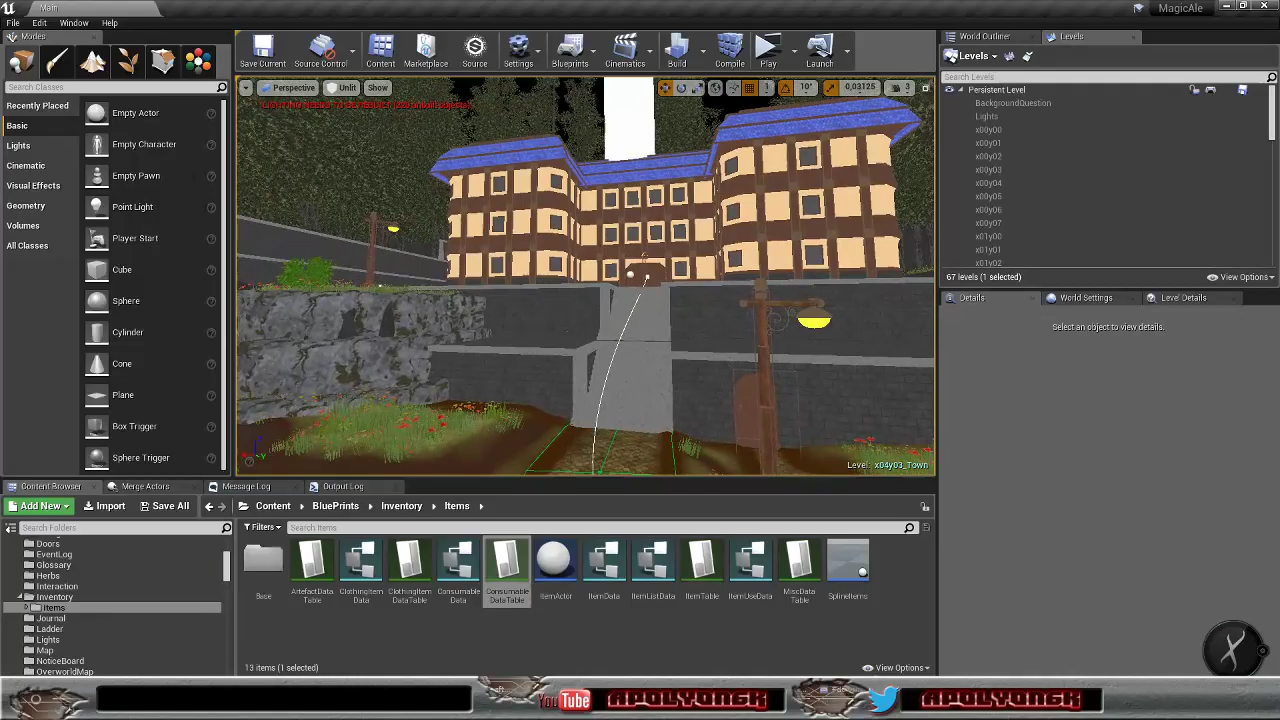 Main
MagicAle
File Edit Window Help
Modes
Search Classes
Recently Placed
Basic
Lights
Cinematic
Visual Effects
Geometry
Volumes
All Classes
Empty Actor
Empty Character
Empty Pawn
Point Light
Player Start
Cube
Sphere
Cylinder
Cone
Plane
Box Trigger
Sphere Trigger
Save Current Source Control Content Marketplace Source Settings Blueprints Cinematics Build Compile Play Launch
Perspective Unlit Show
10° 0,03125 3
Level: x04y03_Town
World Outliner Levels
Levels
Search Levels
Persistent Level
BackgroundQuestion
Lights
x00y00
x00y01
x00y02
x00y03
x00y04
x00y05
x00y06
x00y07
x01y00
x01y01
x01y02
67 levels (1 selected) View Options
Details World Settings Level Details
Select an object to view details.
Content Browser Merge Actors Message Log Output Log
Add New Import Save All Content BluePrints Inventory Items
Search Folders
Filters Search Items
Doors
EventLog
Glossary
Herbs
Interaction
Inventory
Items
Journal
Ladder
Lights
Map
NoticeBoard
OverworldMap
Base
ArtefactData
Table
ClothingItem
Data
ClothingItem
DataTable
Consumable
Data
Consumable
DataTable
ItemActor
ItemData
ItemListData
ItemTable
ItemUseData
MiscData
Table
SplineItems
13 items (1 selected) View Options
YouTube APOLYONGK APOLYONGK